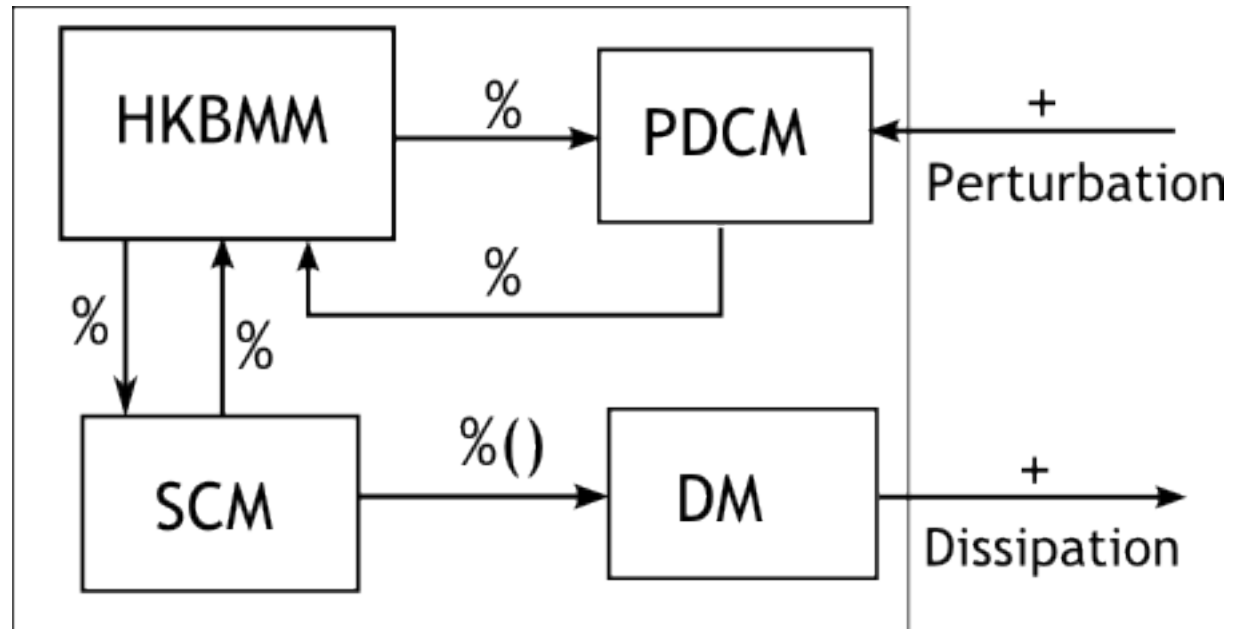 HKBMM
%
PDCM
+
Perturbation
%
%
%
SCM
%()
DM
+
Dissipation